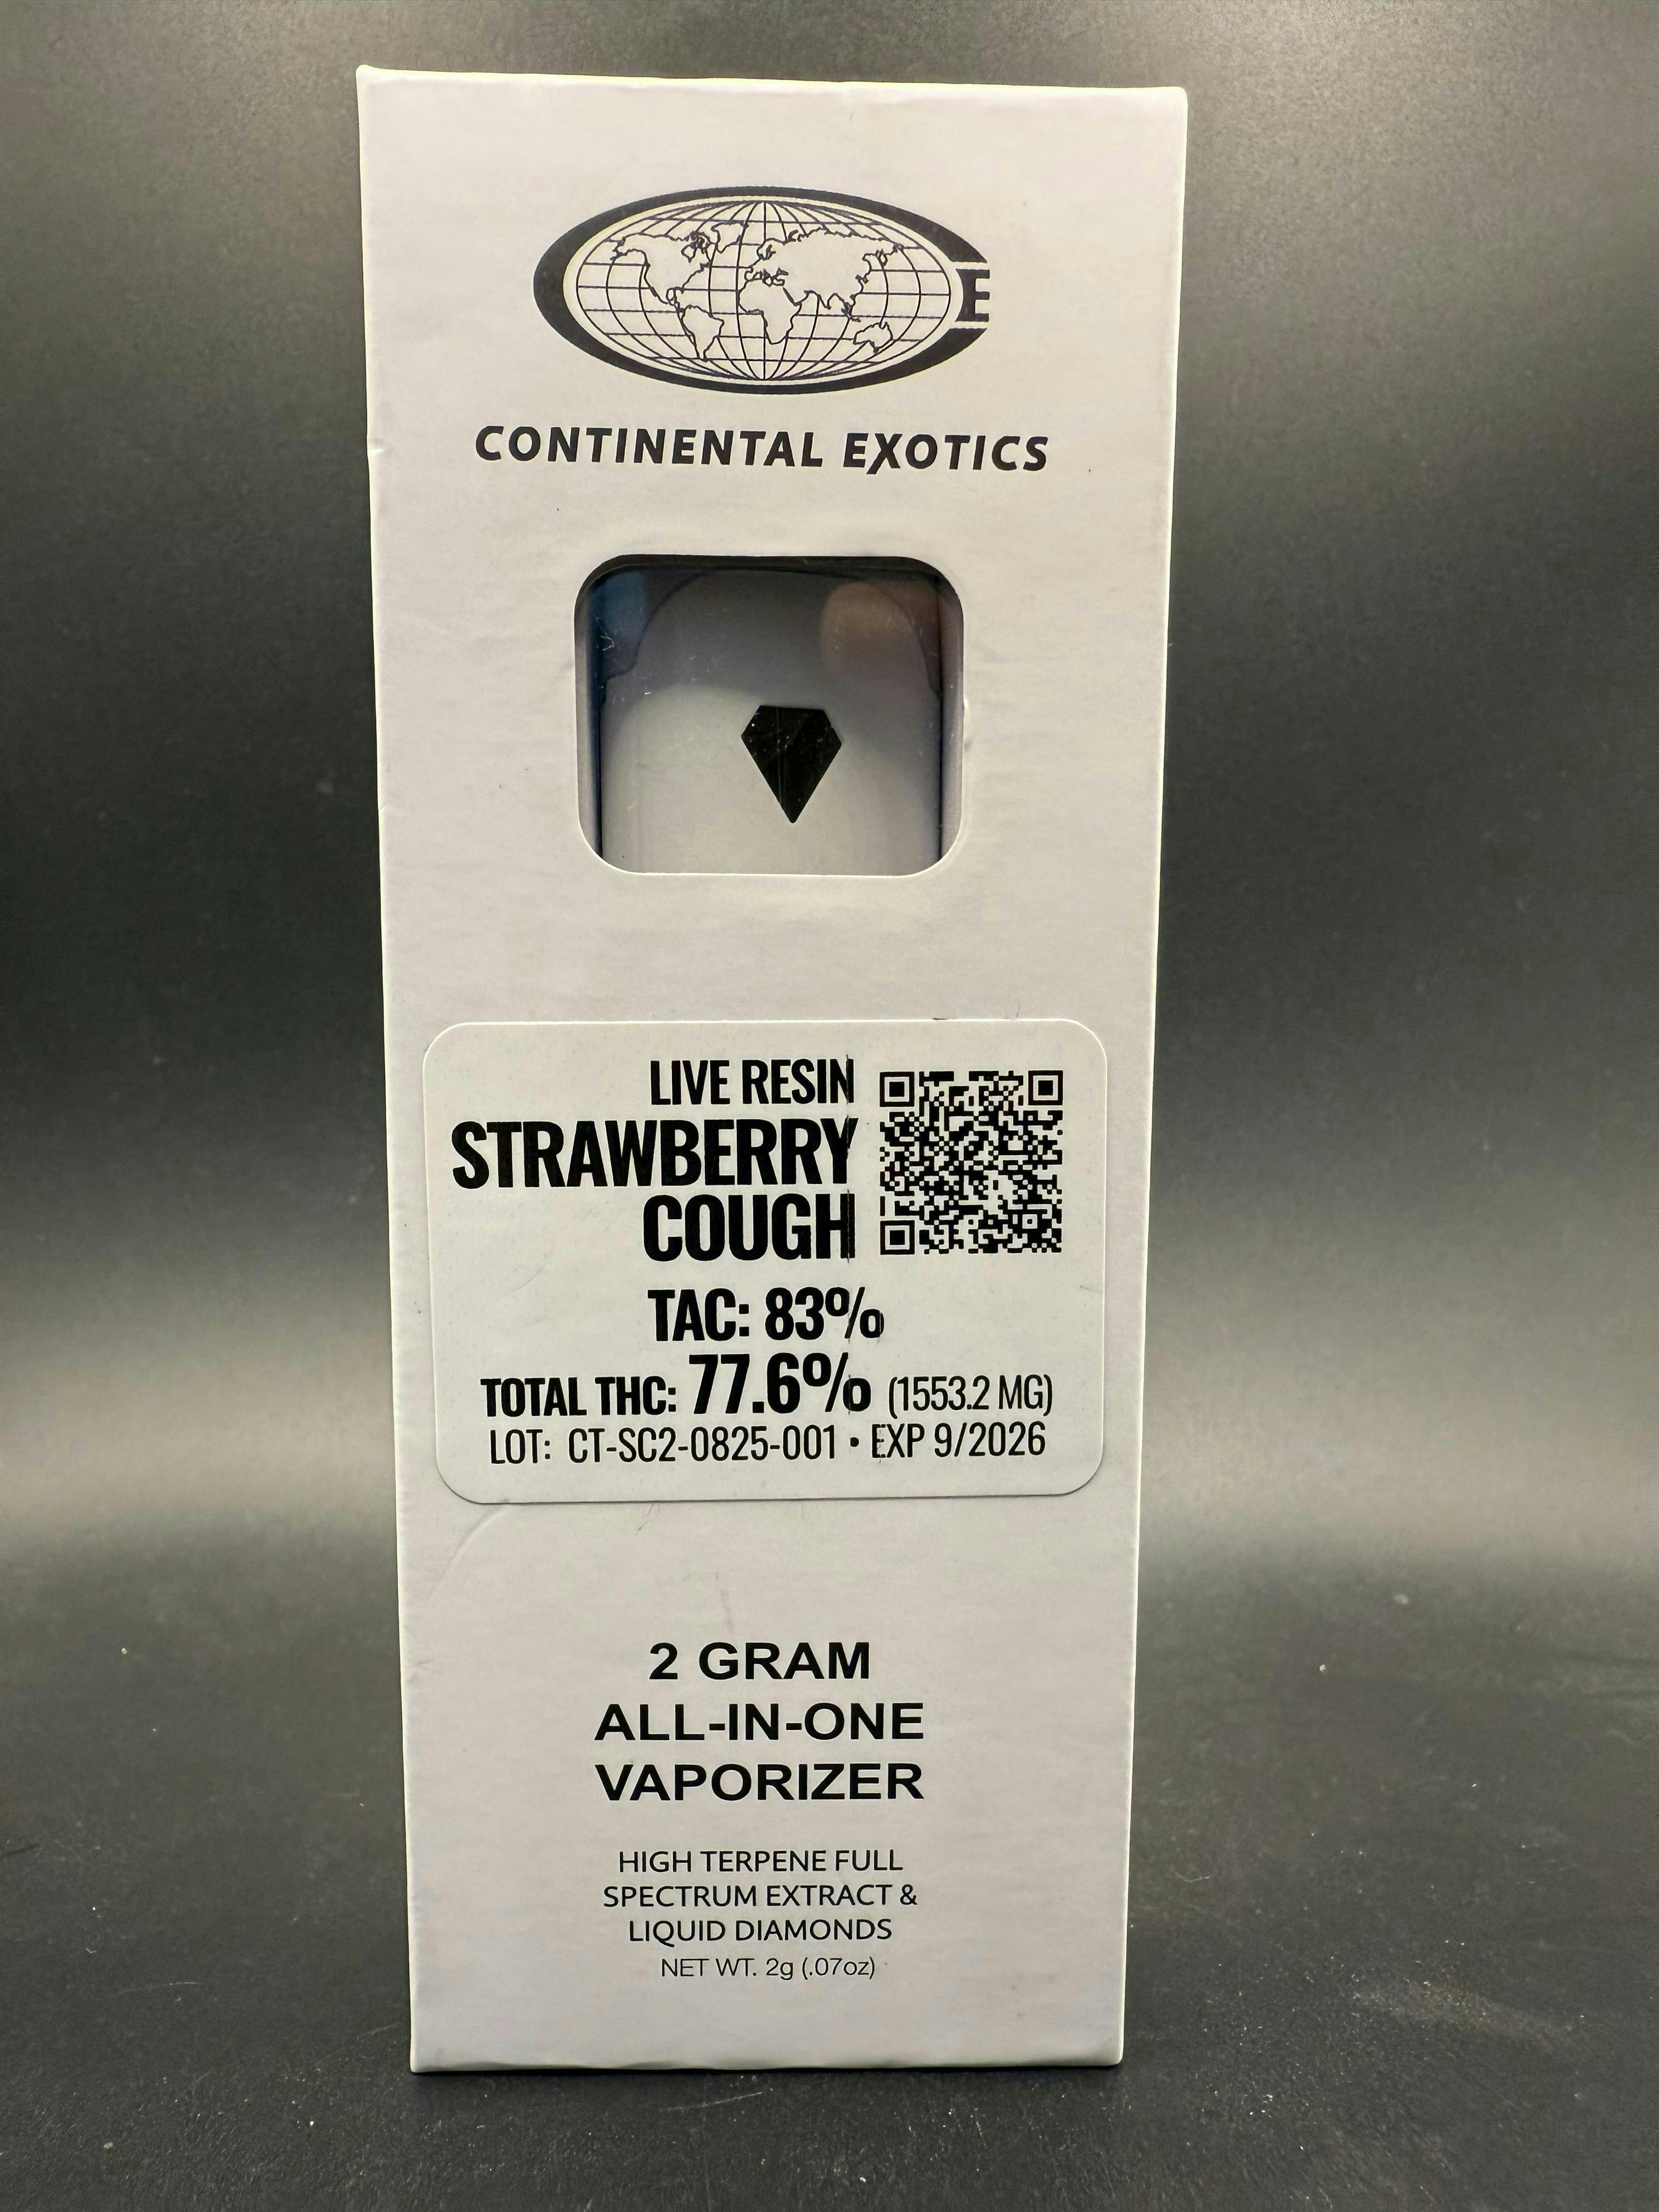 E
CONTINENTAL EXOTICS
LIVE RESIN
STRAWBERRY
COUGH
TAC: 83%
TOTAL THC: 77.6% (1553.2 MG)
LOT: CT-SC2-0825-001 • EXP 9/2026
2 GRAM
ALL-IN-ONE
VAPORIZER
HIGH TERPENE FULL
SPECTRUM EXTRACT &
LIQUID DIAMONDS
NET WT. 2g (.07oz)